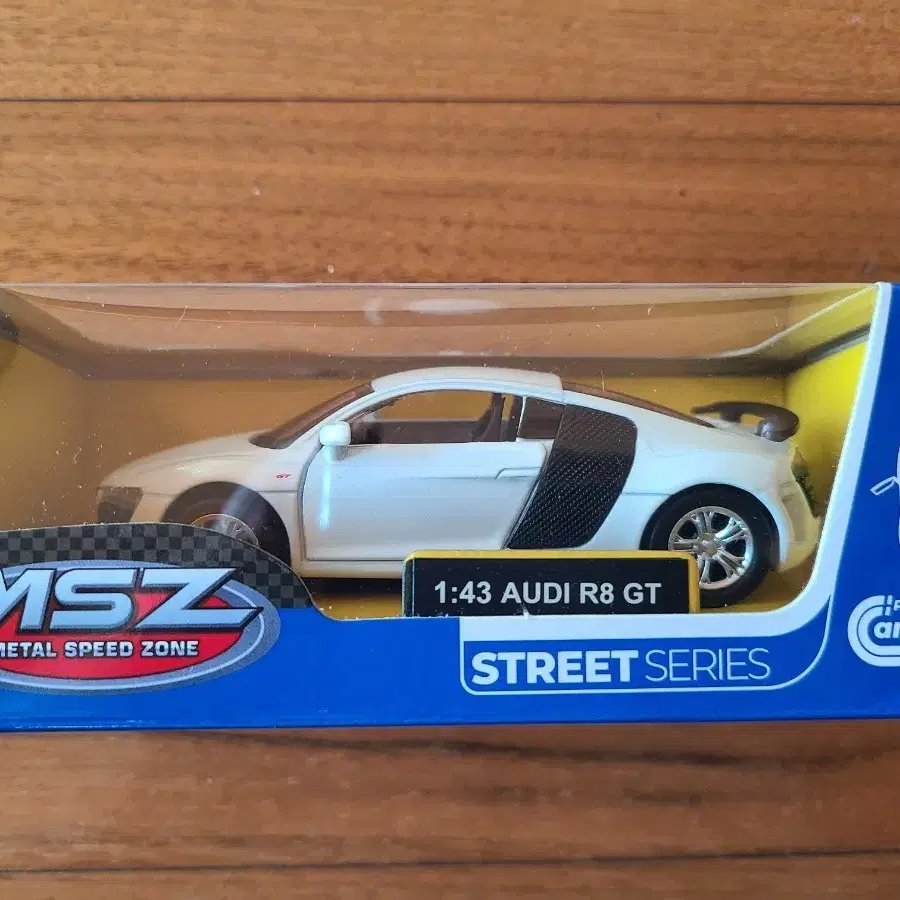 GT
MSZ
METAL SPEED ZONE
1:43 AUDI R8 GT
STREET SERIES